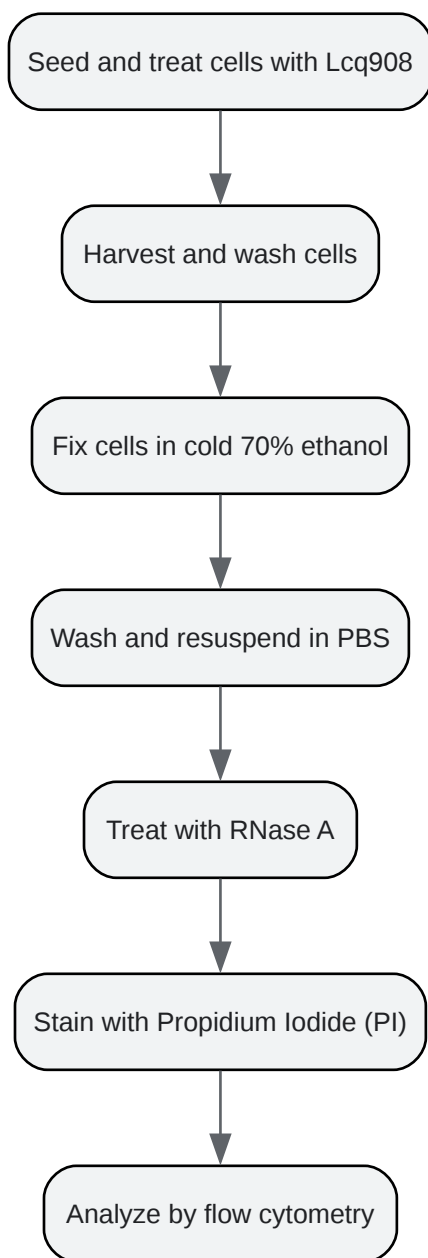 Seed and treat cells with Lcq908
Harvest and wash cells
Fix cells in cold 70% ethanol
Wash and resuspend in PBS
Treat with RNase A
Stain with Propidium Iodide (PI)
Analyze by flow cytometry